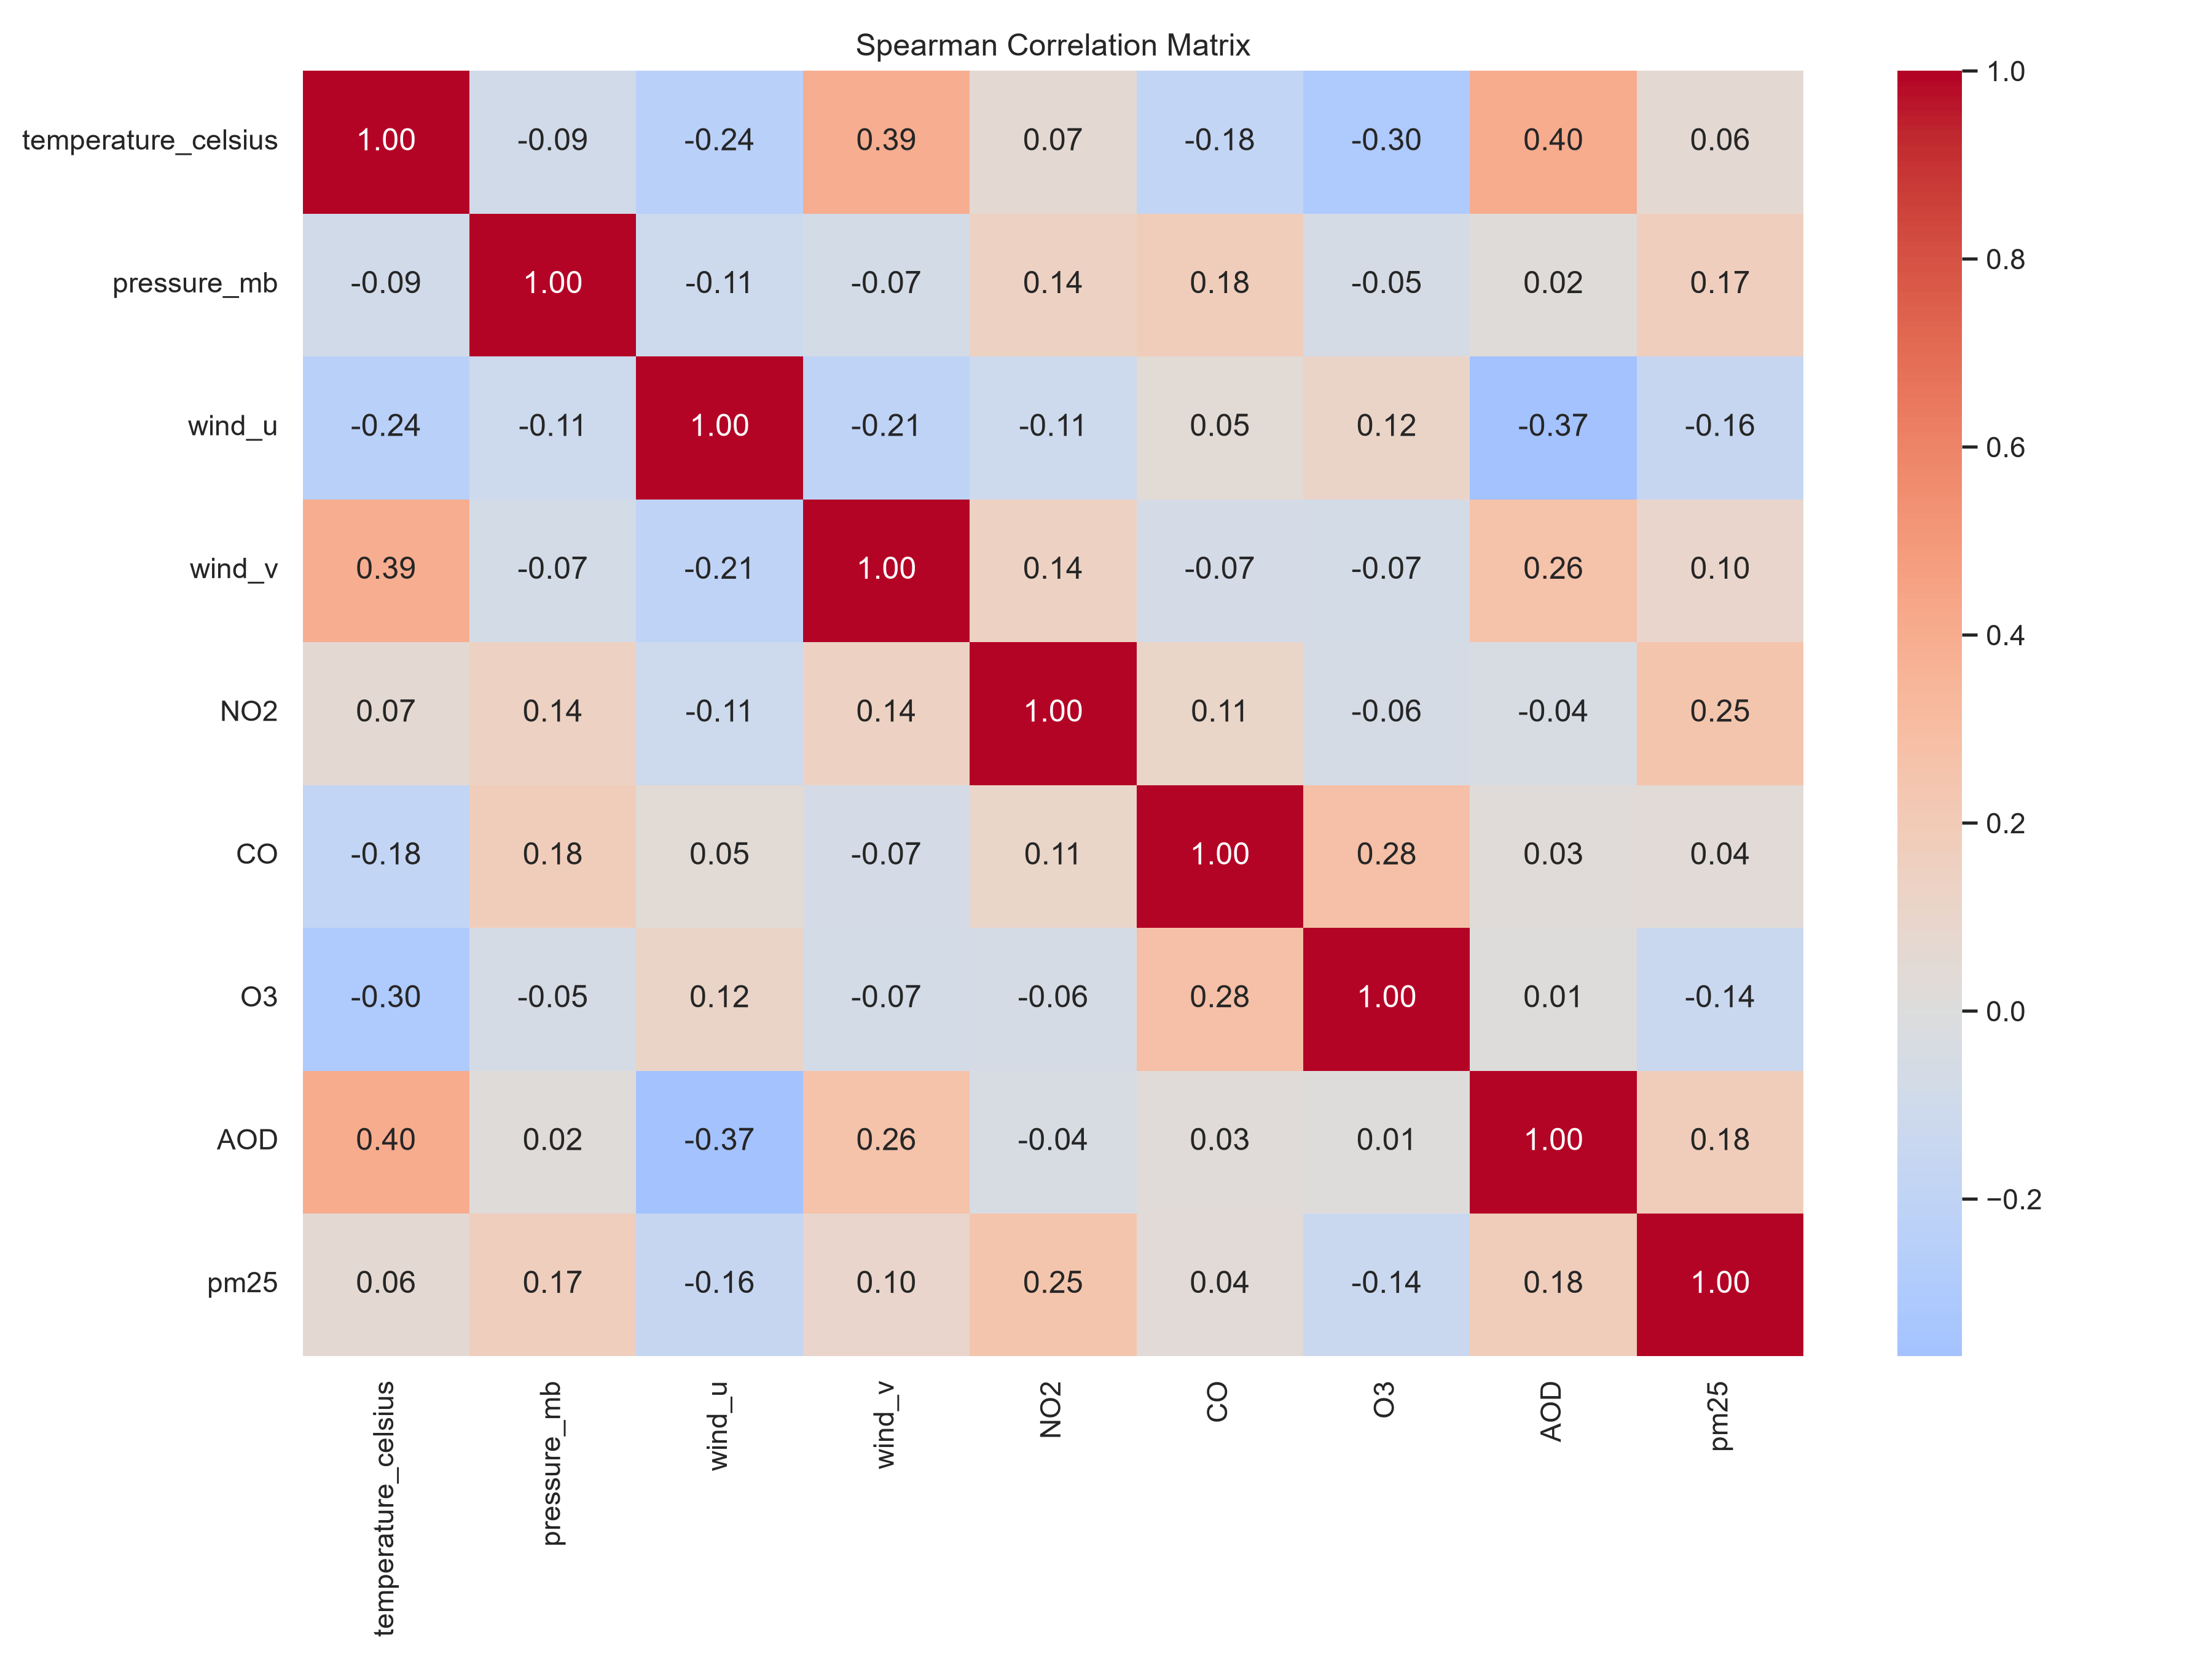 Spearman Correlation Matrix
temperature_celsius 1.00 -0.09 -0.24 0.39 0.07 -0.18 -0.30 0.40 0.06
pressure_mb -0.09 1.00 -0.11 -0.07 0.14 0.18 -0.05 0.02 0.17
wind_u -0.24 -0.11 1.00 -0.21 -0.11 0.05 0.12 -0.37 -0.16
wind_v 0.39 -0.07 -0.21 1.00 0.14 -0.07 -0.07 0.26 0.10
NO2 0.07 0.14 -0.11 0.14 1.00 0.11 -0.06 -0.04 0.25
CO -0.18 0.18 0.05 -0.07 0.11 1.00 0.28 0.03 0.04
O3 -0.30 -0.05 0.12 -0.07 -0.06 0.28 1.00 0.01 -0.14
AOD 0.40 0.02 -0.37 0.26 -0.04 0.03 0.01 1.00 0.18
pm25 0.06 0.17 -0.16 0.10 0.25 0.04 -0.14 0.18 1.00
temperature_celsius
pressure_mb
wind_u
wind_v
NO2
CO
O3
AOD
pm25
1.0
0.8
0.6
0.4
0.2
0.0
−0.2